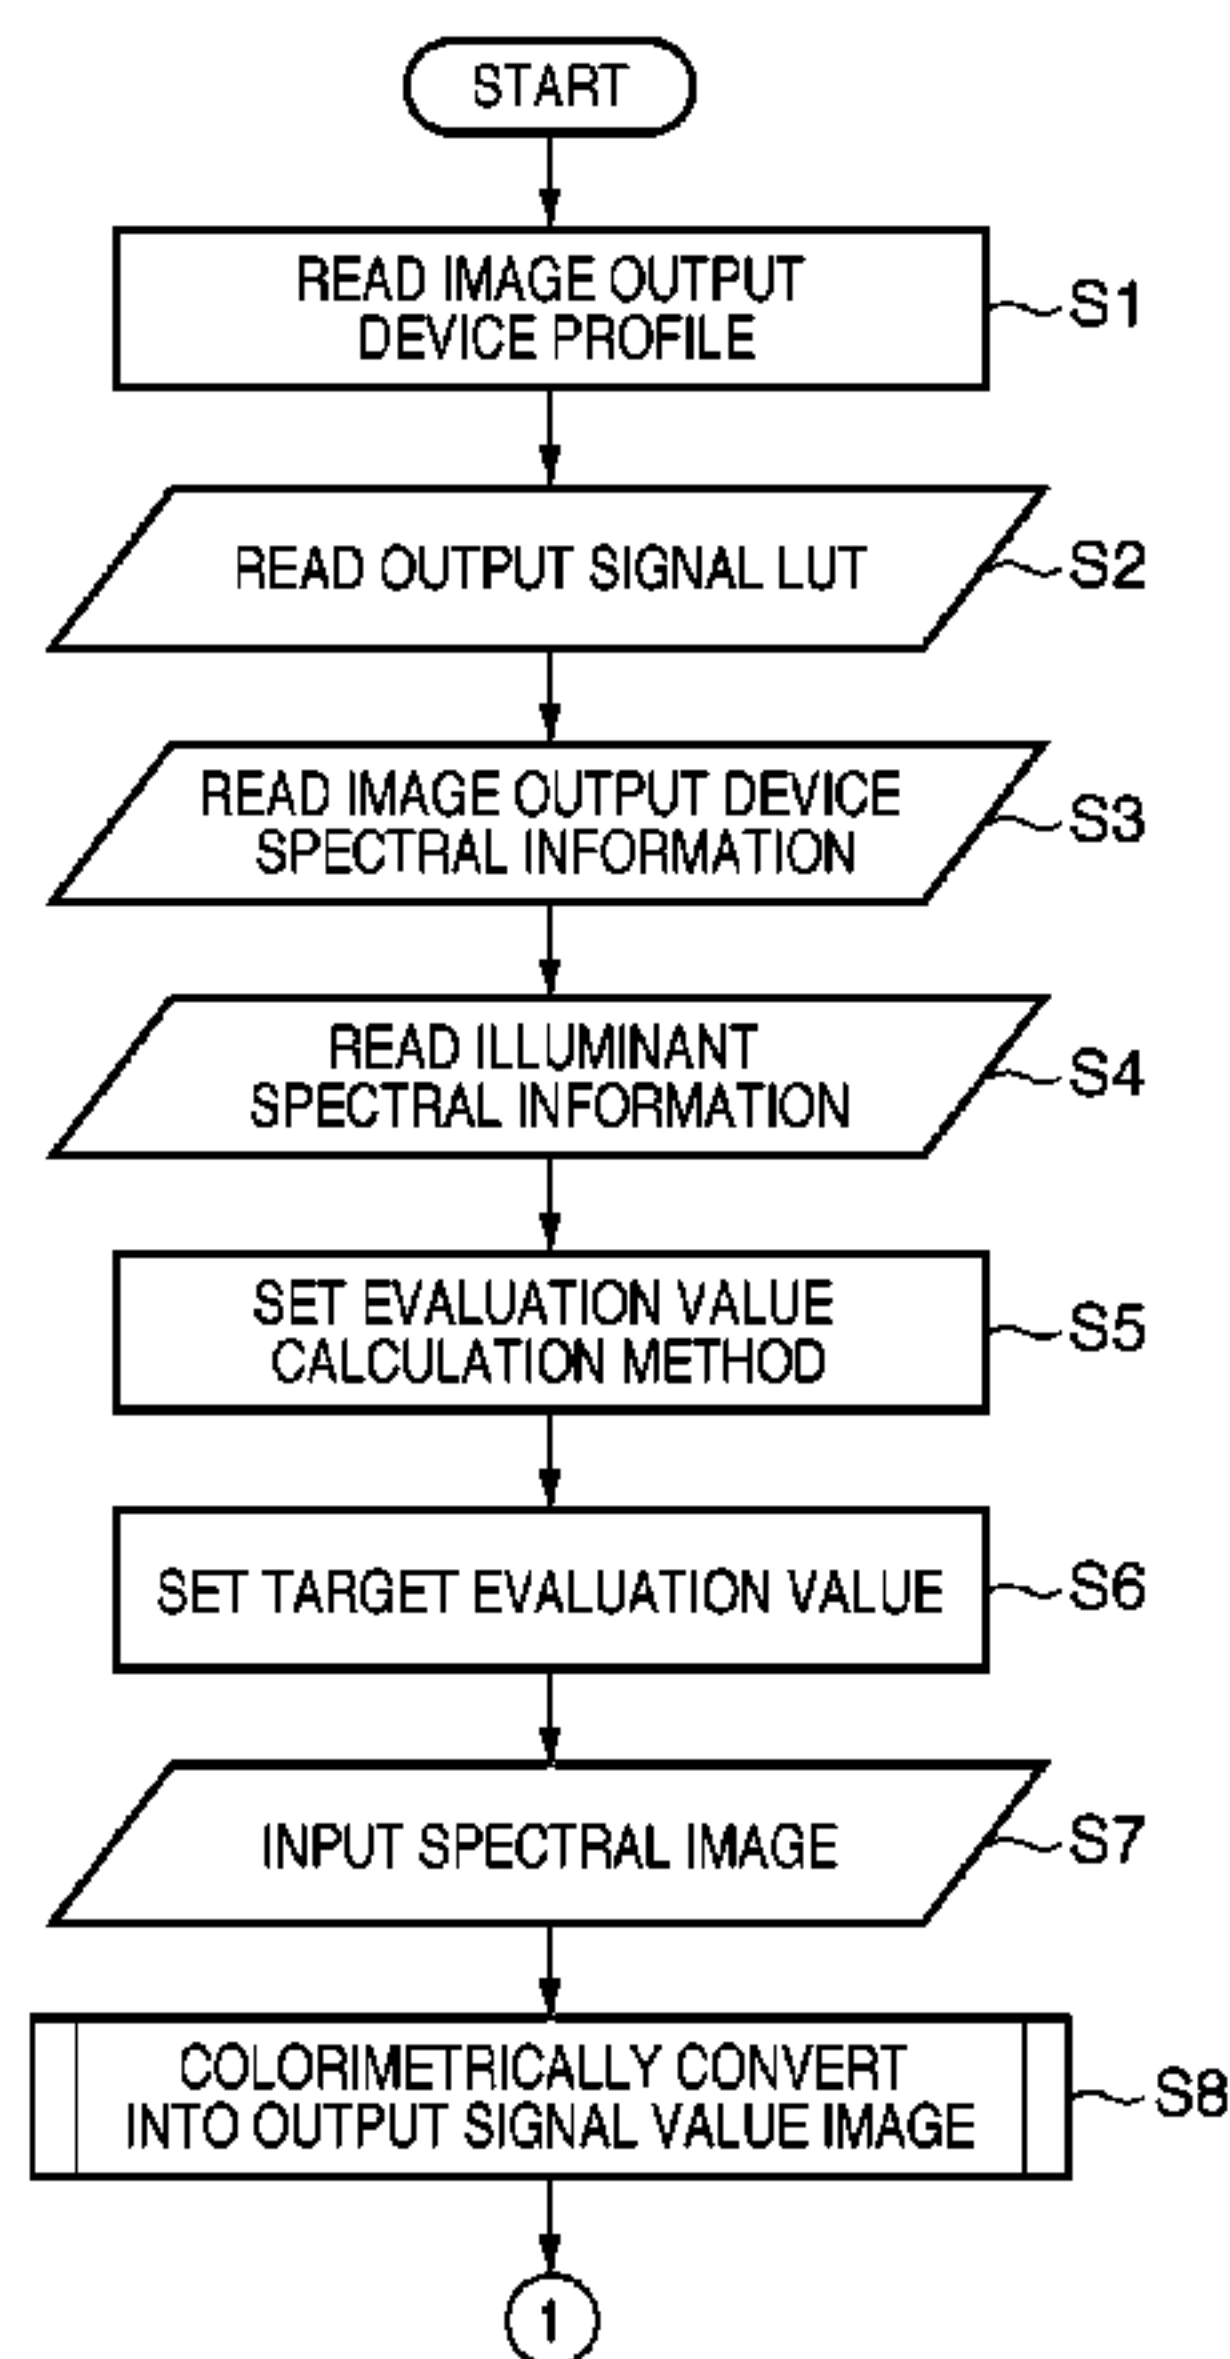 START
READ IMAGE OUTPUT
DEVICE PROFILE
S1
READ OUTPUT SIGNAL LUT
S2
READ IMAGE OUTPUT DEVICE
SPECTRAL INFORMATION
S3
READ ILLUMINANT
SPECTRAL INFORMATION
S4
SET EVALUATION VALUE
CALCULATION METHOD
S5
SET TARGET EVALUATION VALUE
S6
INPUT SPECTRAL IMAGE
S7
COLORIMETRICALLY CONVERT
INTO OUTPUT SIGNAL VALUE IMAGE
S8
1